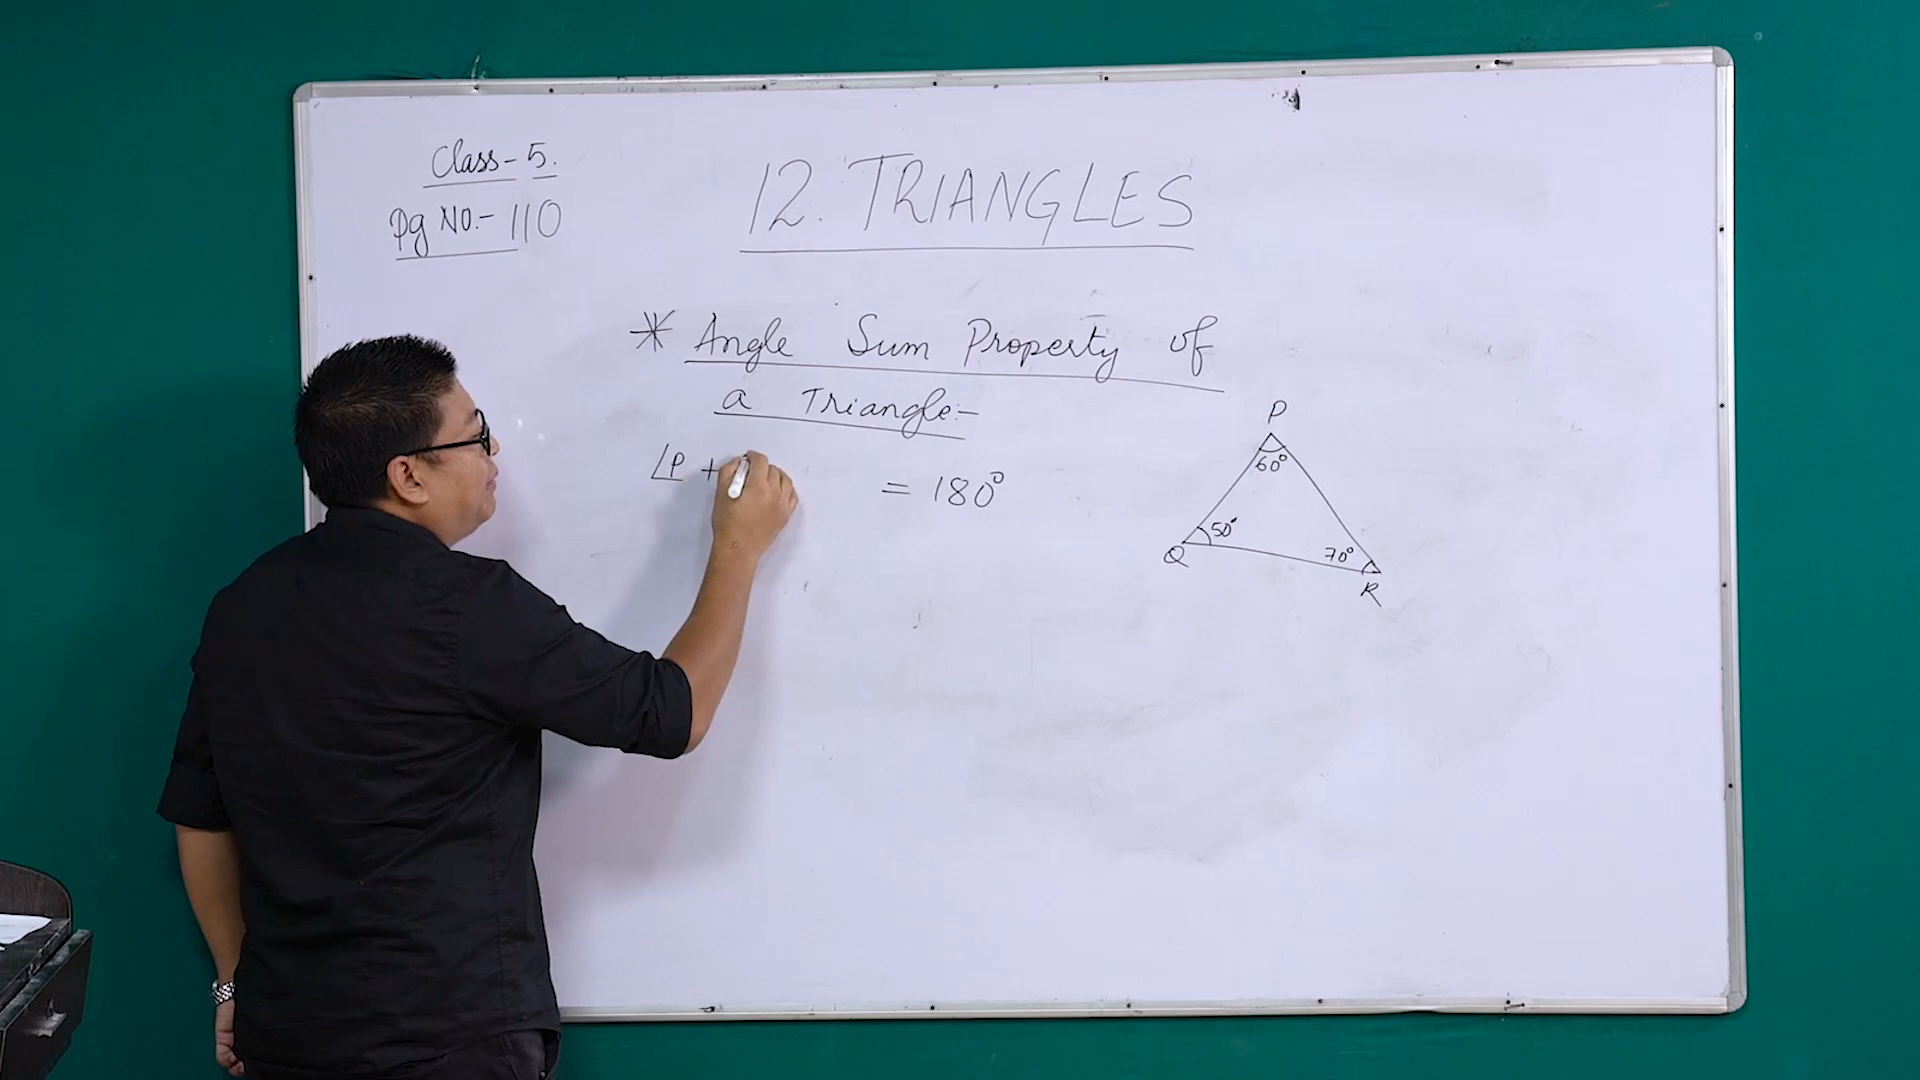 Class-5.
Pg No.- 110
12. TRIANGLES
* Angle Sum Property of
a Triangle:-
∠P +
= 180°
P
60°
50°
70°
Q
R